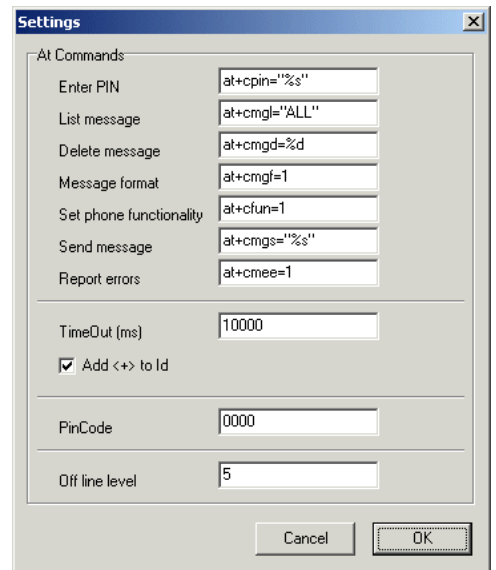 Settings
At Commands
Enter PIN at+cpin="%s"
List message at+cmgl="ALL"
Delete message at+cmgd=%d
Message format at+cmgf=1
Set phone functionality at+cfun=1
Send message at+cmgs="%s"
Report errors at+cmee=1
TimeOut (ms) 10000
Add <+> to Id
PinCode 0000
Off line level 5
Cancel OK